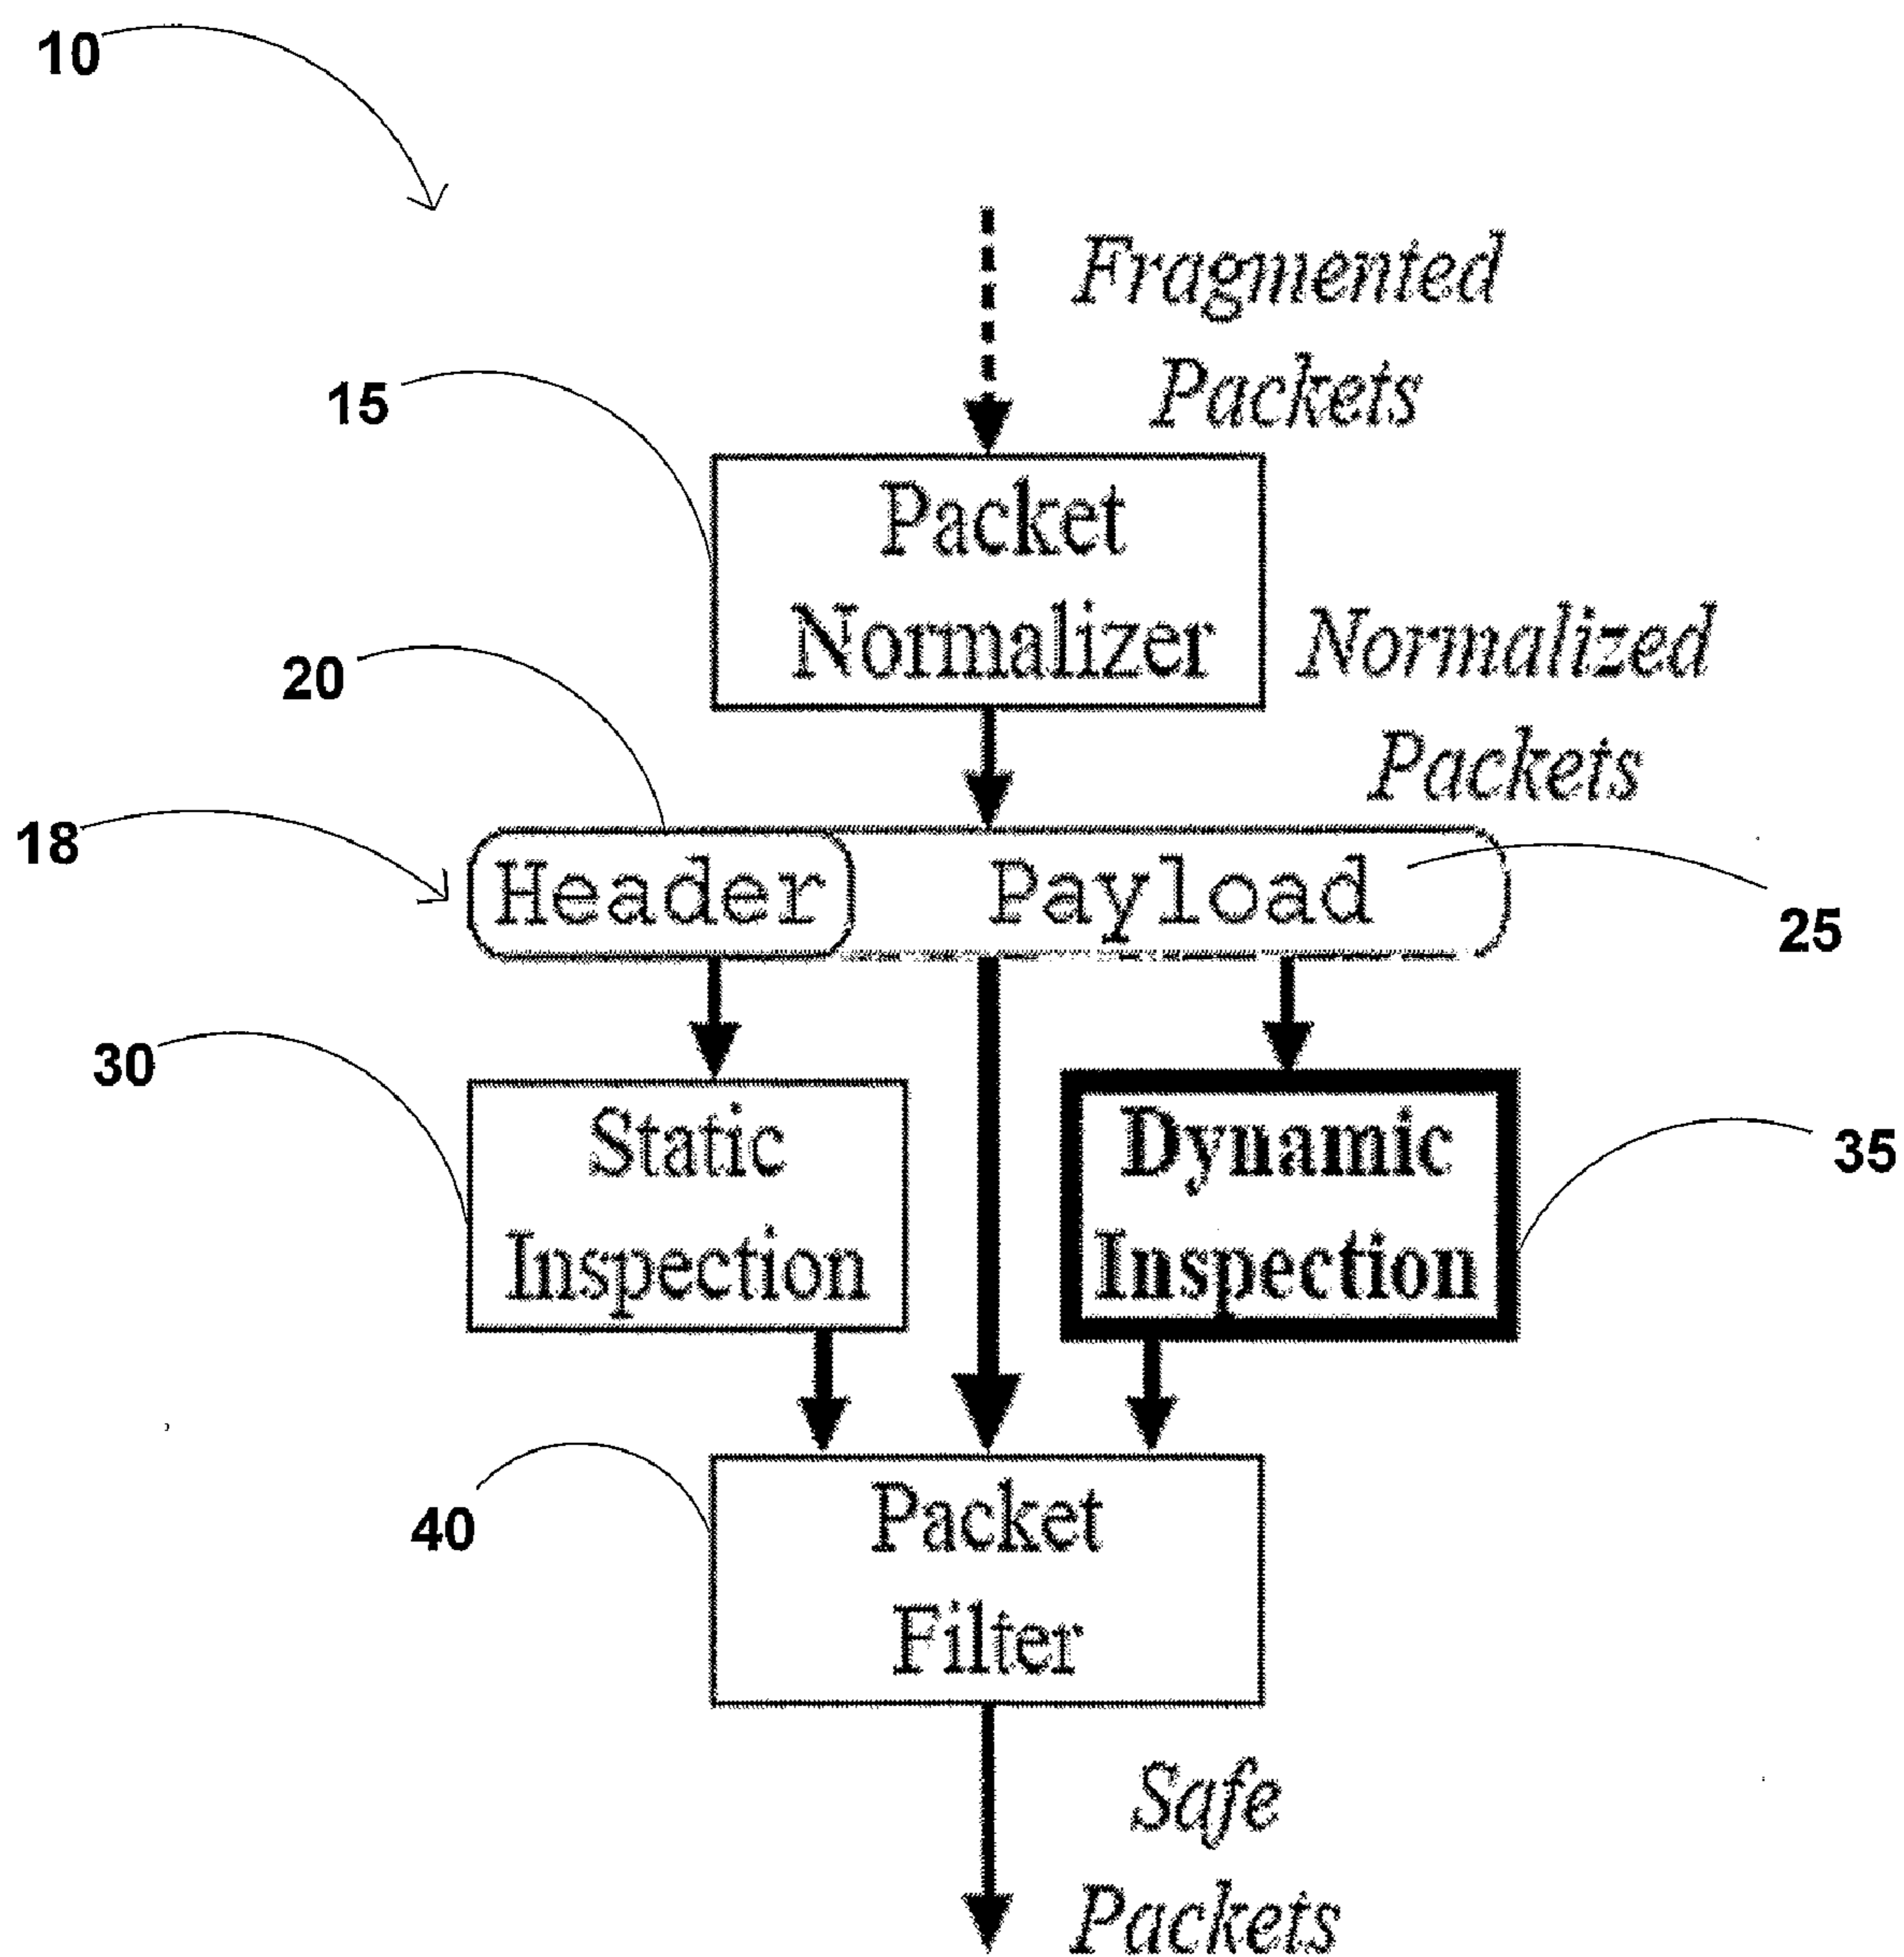 10
Fragmented
Packets
15
Packet
Normalizer
Normalized
Packets
20
18
Header Payload
25
30
Static
Inspection
Dynamic
Inspection
35
40
Packet
Filter
Safe
Packets